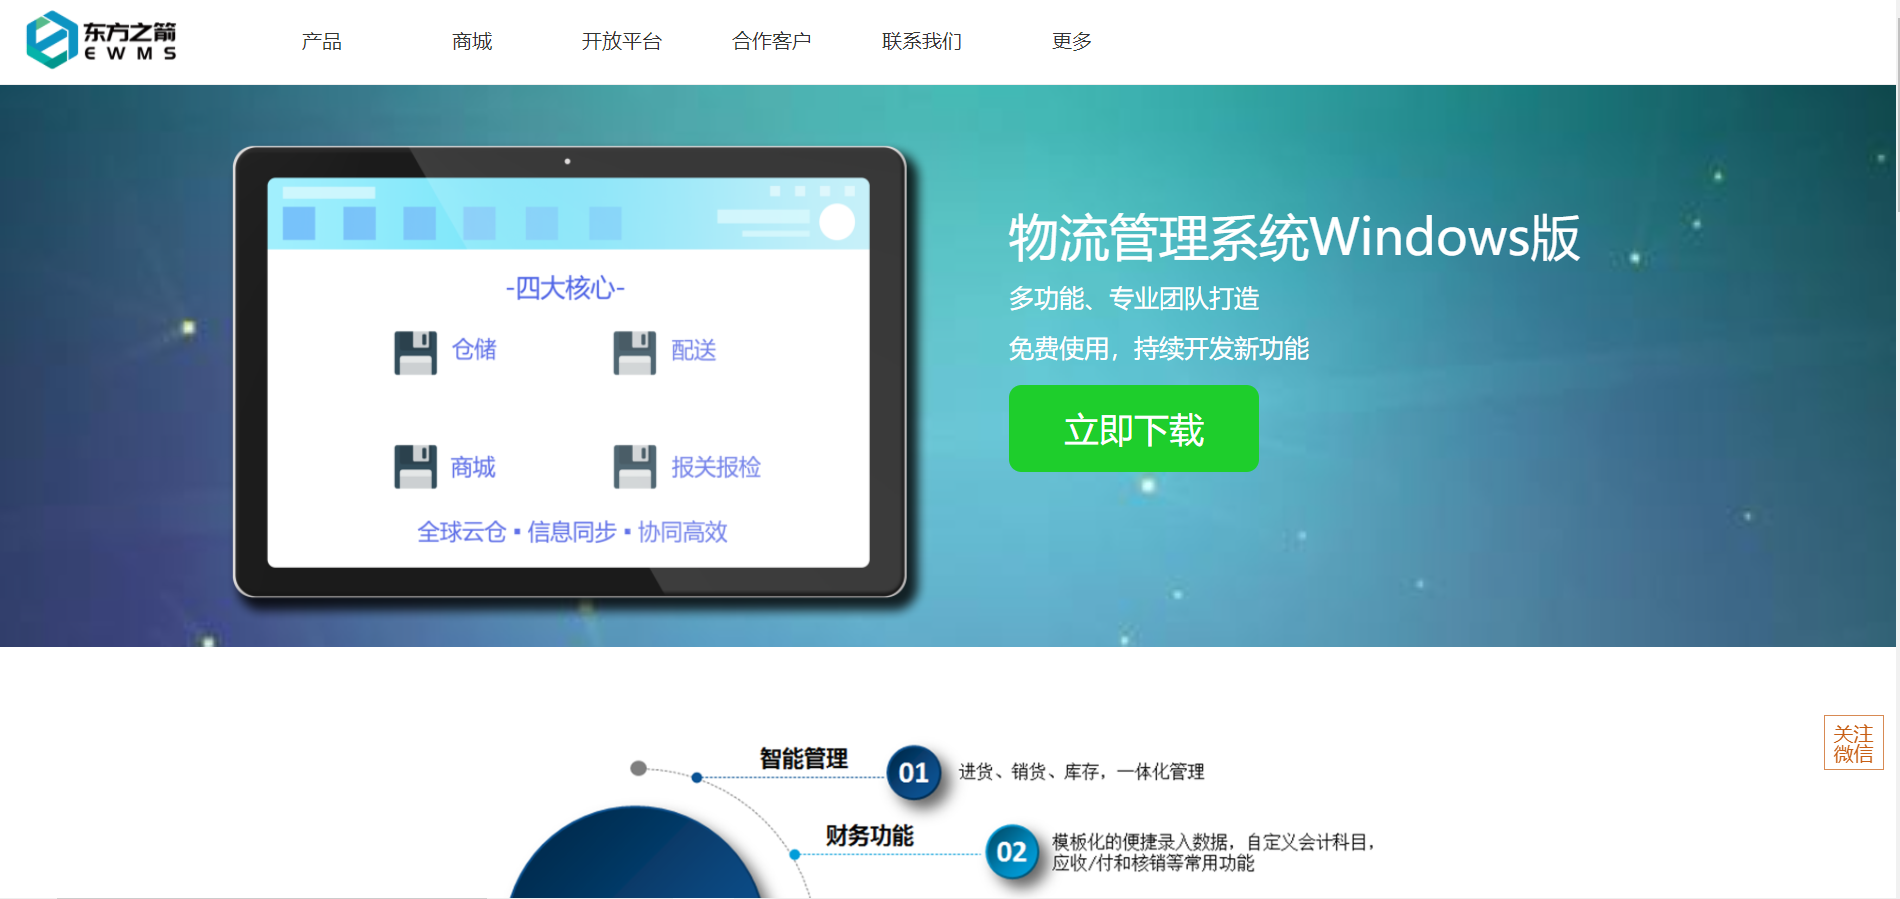 东方之箭
EWMS
产品
商城
开放平台
合作客户
联系我们
更多
-四大核心-
仓储
配送
商城
报关报检
全球云仓▪信息同步▪协同高效
物流管理系统Windows版
多功能、专业团队打造
免费使用，持续开发新功能
立即下载
关注
微信
智能管理
01
进货、销货、库存，一体化管理
财务功能
02
模板化的便捷录入数据，自定义会计科目，
应收/付和核销等常用功能